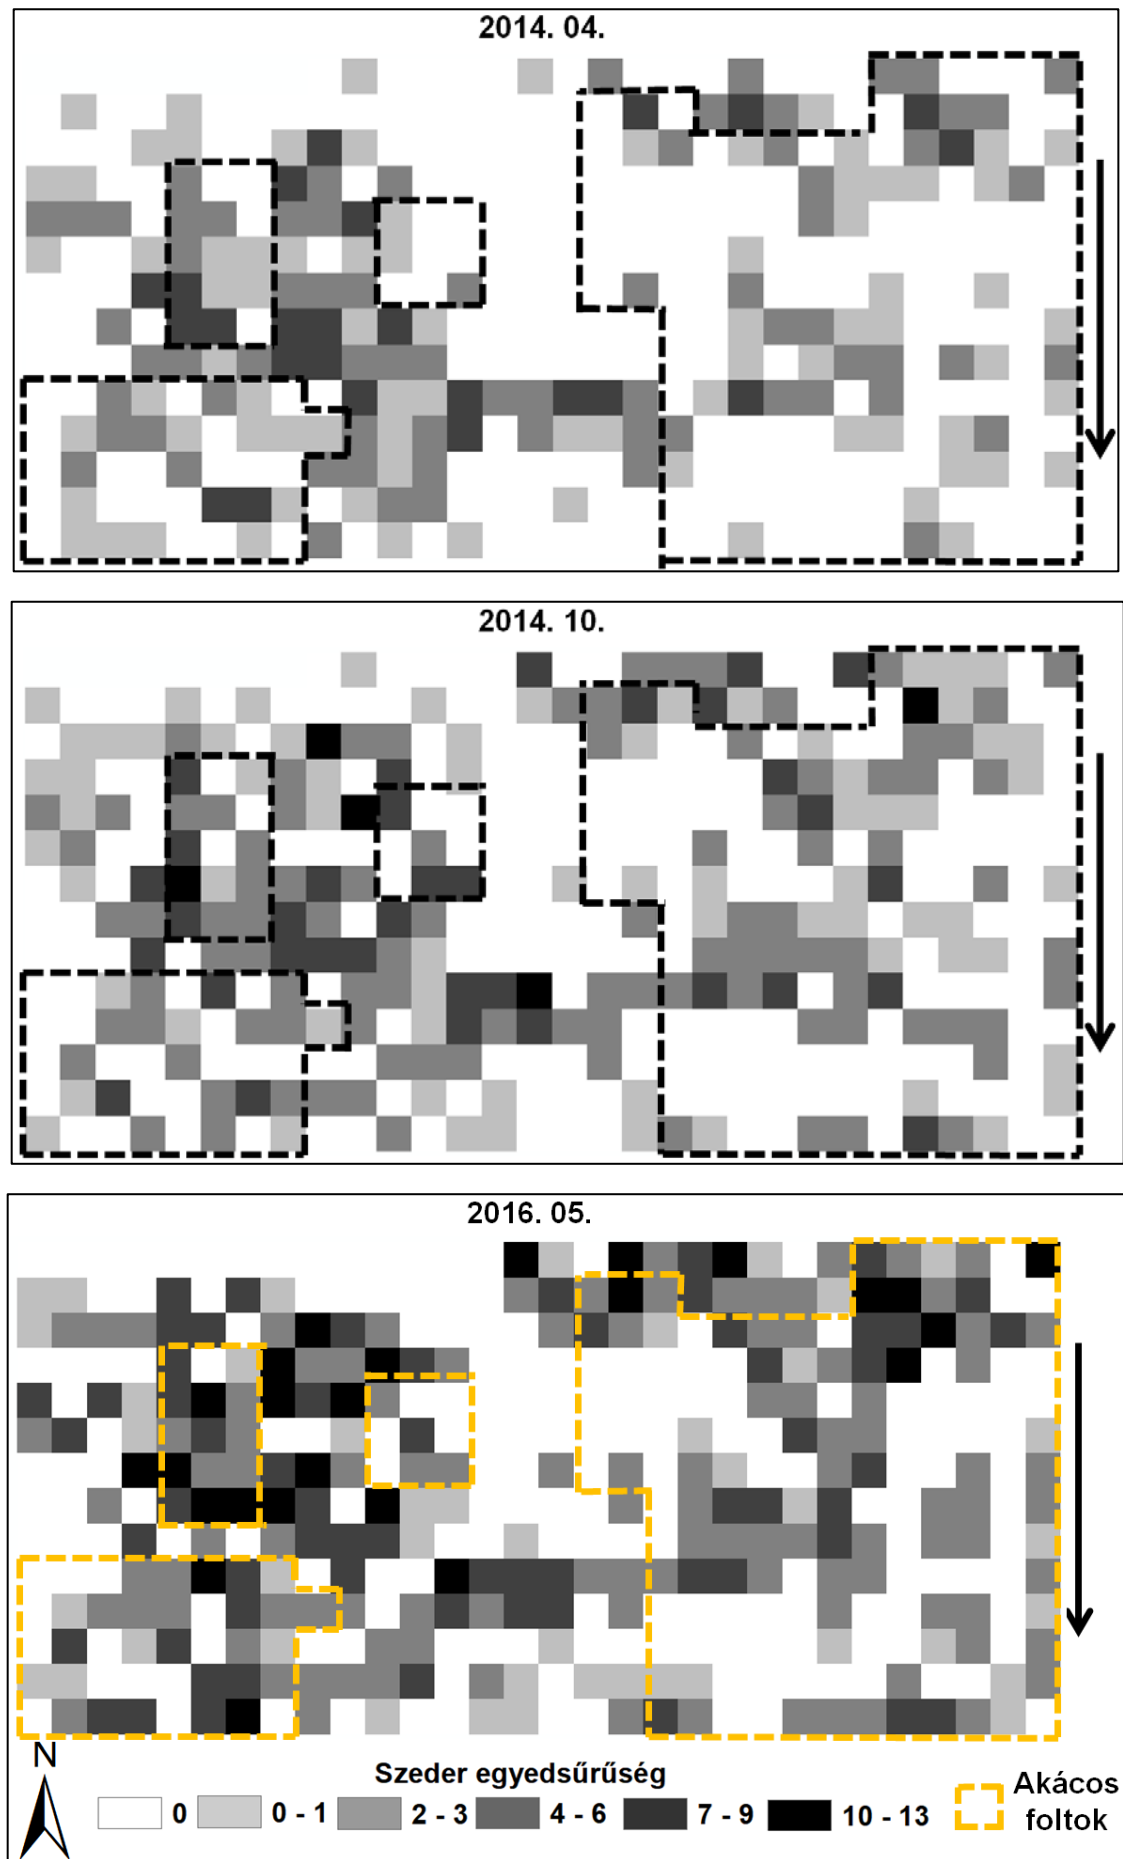 2014. 04.
2014. 10.
2016. 05.
N
Szeder egyedsűrűség
0
0 - 1
2 - 3
4 - 6
7 - 9
10 - 13
Akácos
foltok